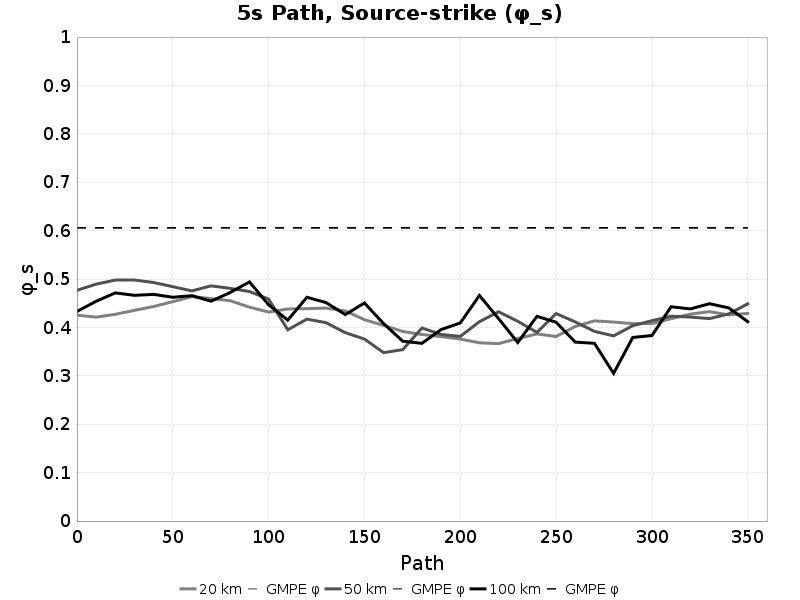 5s Path, Source-strike (φ_s)
1
0.9
0.8
0.7
0.6
0.5
0.4
0.3
0.2
0.1
0
φ_s
0 50 100 150 200 250 300 350
Path
20 km GMPE φ 50 km GMPE φ 100 km GMPE φ